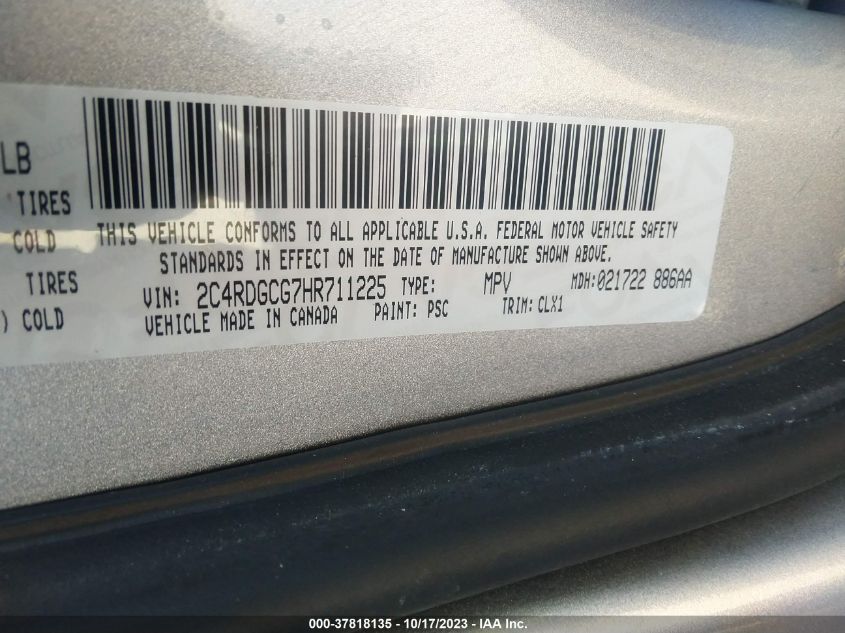 LB
TIRES
COLD
THIS VEHICLE CONFORMS TO ALL APPLICABLE U.S.A. FEDERAL MOTOR VEHICLE SAFETY
STANDARDS IN EFFECT ON THE DATE OF MANUFACTURE SHOWN ABOVE.
TIRES
VIN: 2C4RDGCG7HR711225 TYPE: MPV MDH:021722 886AA
) COLD
VEHICLE MADE IN CANADA PAINT: PSC TRIM: CLX1
000-37818135 - 10/17/2023 - IAA Inc.